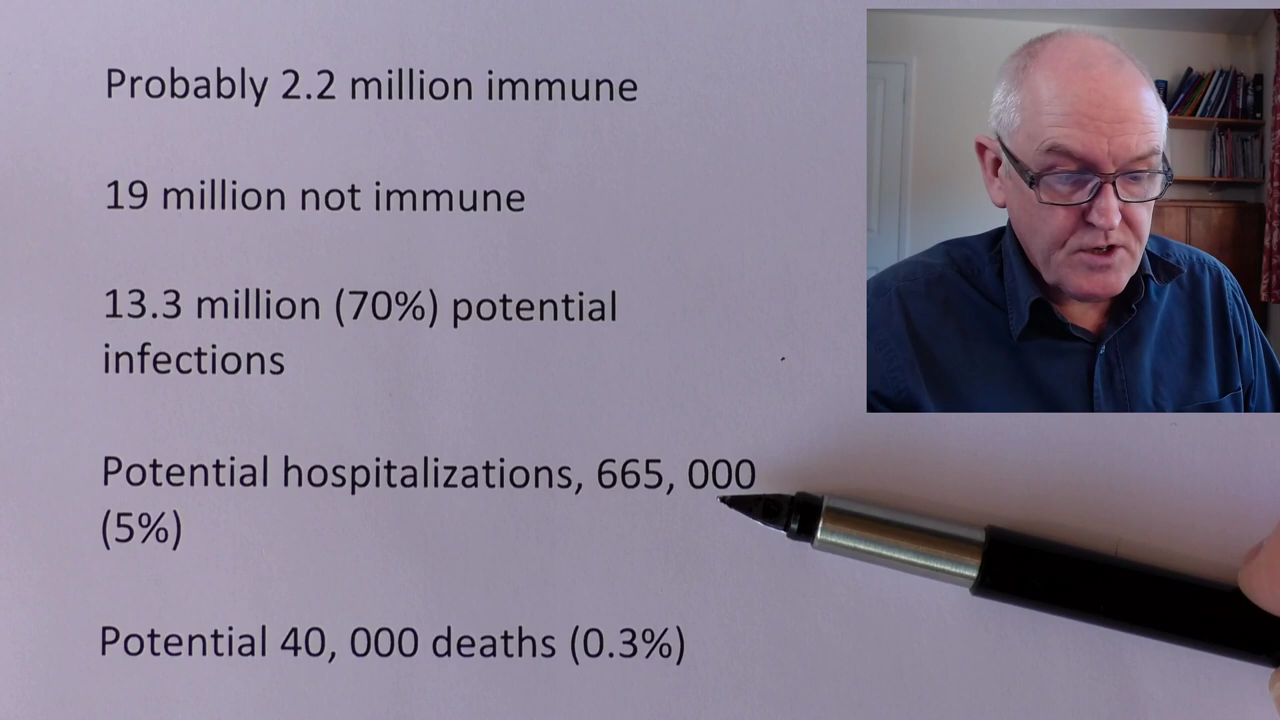 Probably 2.2 million immune
19 million not immune
13.3 million (70%) potential
infections
Potential hospitalizations, 665, 000
(5%)
Potential 40, 000 deaths (0.3%)